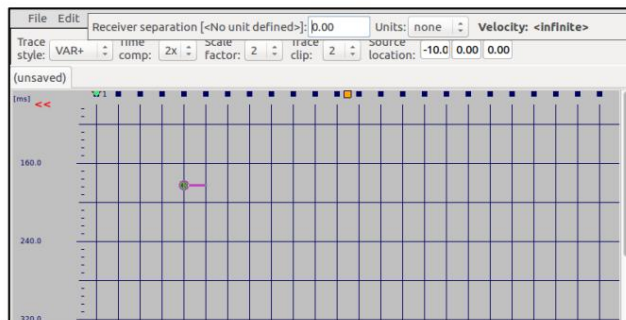 File Edit
Receiver separation [<No unit defined>]: 0.00 Units: none Velocity: <infinite>
Trace style: VAR+ Time comp: 2x Scale factor: 2 Trace clip: 2 Source location: -10.0 0.00 0.00
(unsaved)
[ms] << 1
160.0
240.0
320.0